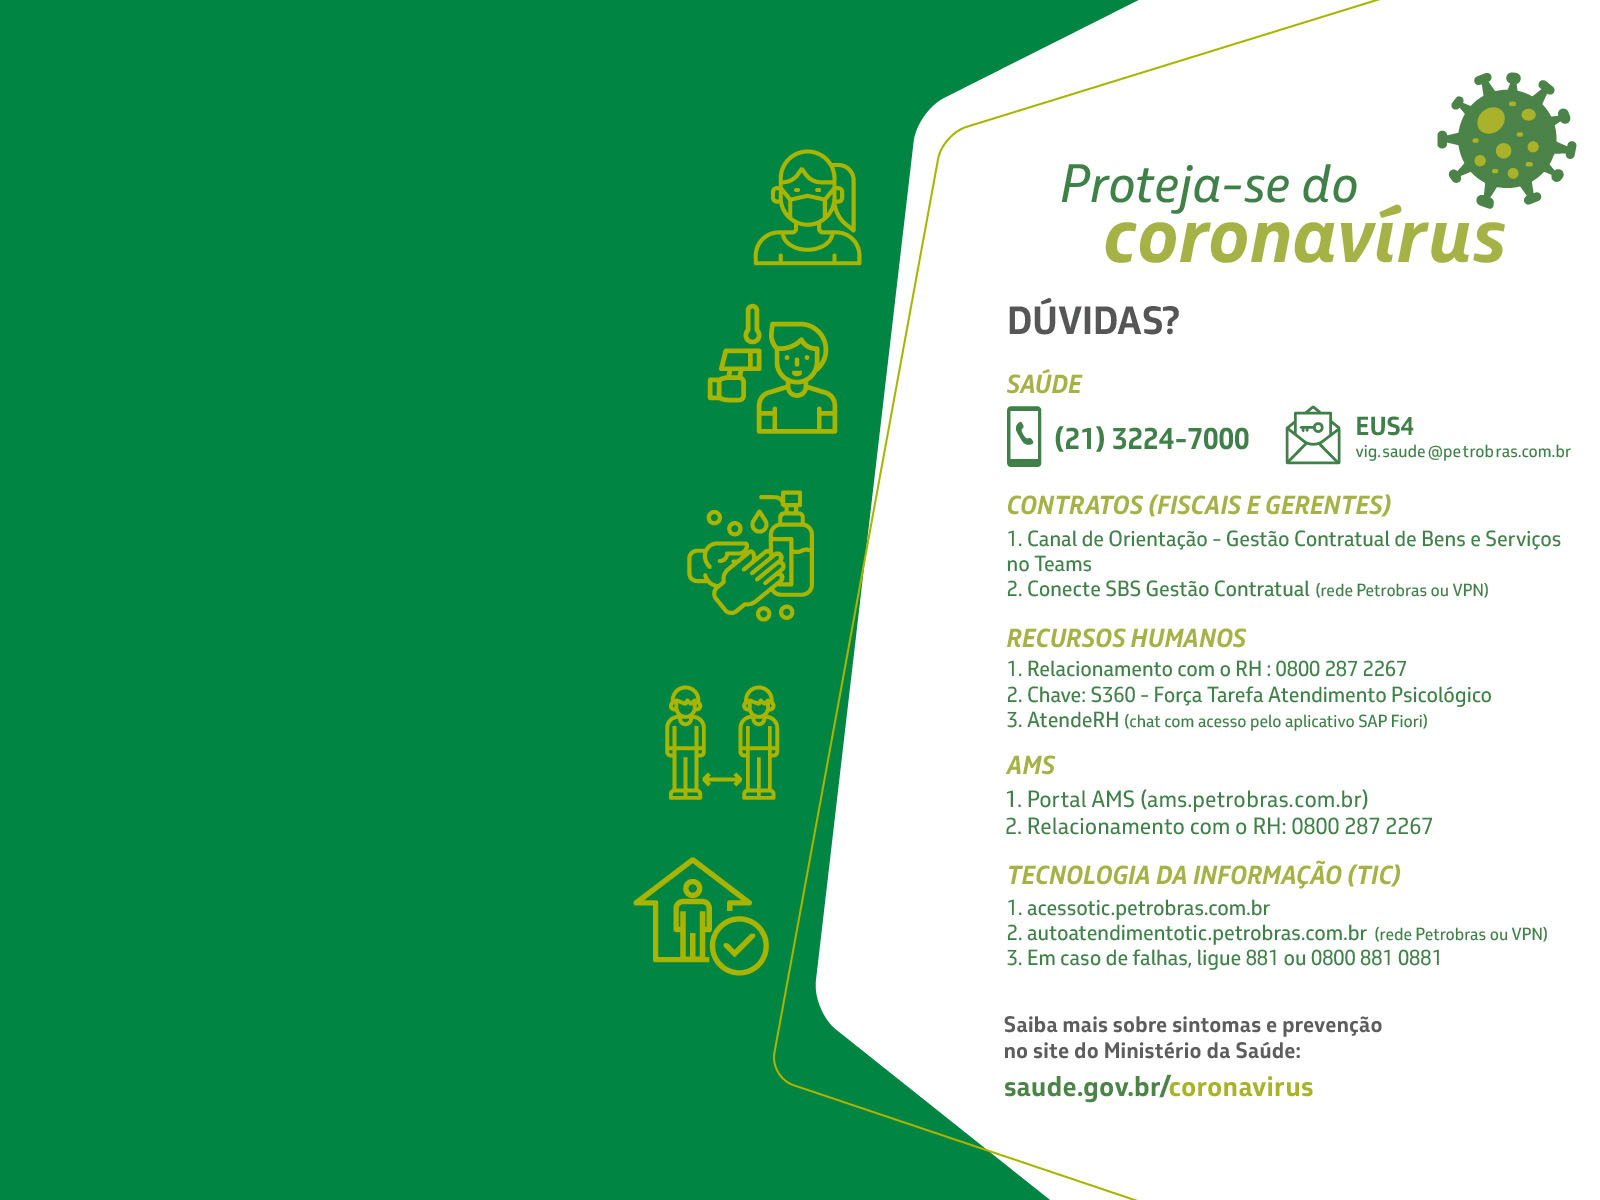 Proteja-se do
coronavírus
DÚVIDAS?
SAÚDE
(21) 3224-7000
EUS4
vig.saude@petrobras.com.br
CONTRATOS (FISCAIS E GERENTES)
1. Canal de Orientação - Gestão Contratual de Bens e Serviços
no Teams
2. Conecte SBS Gestão Contratual (rede Petrobras ou VPN)
RECURSOS HUMANOS
1. Relacionamento com o RH : 0800 287 2267
2. Chave: S360 - Força Tarefa Atendimento Psicológico
3. AtendeRH (chat com acesso pelo aplicativo SAP Fiori)
AMS
1. Portal AMS (ams.petrobras.com.br)
2. Relacionamento com o RH: 0800 287 2267
TECNOLOGIA DA INFORMAÇÃO (TIC)
1. acessotic.petrobras.com.br
2. autoatendimentotic.petrobras.com.br (rede Petrobras ou VPN)
3. Em caso de falhas, ligue 881 ou 0800 881 0881
Saiba mais sobre sintomas e prevenção
no site do Ministério da Saúde:
saude.gov.br/coronavirus